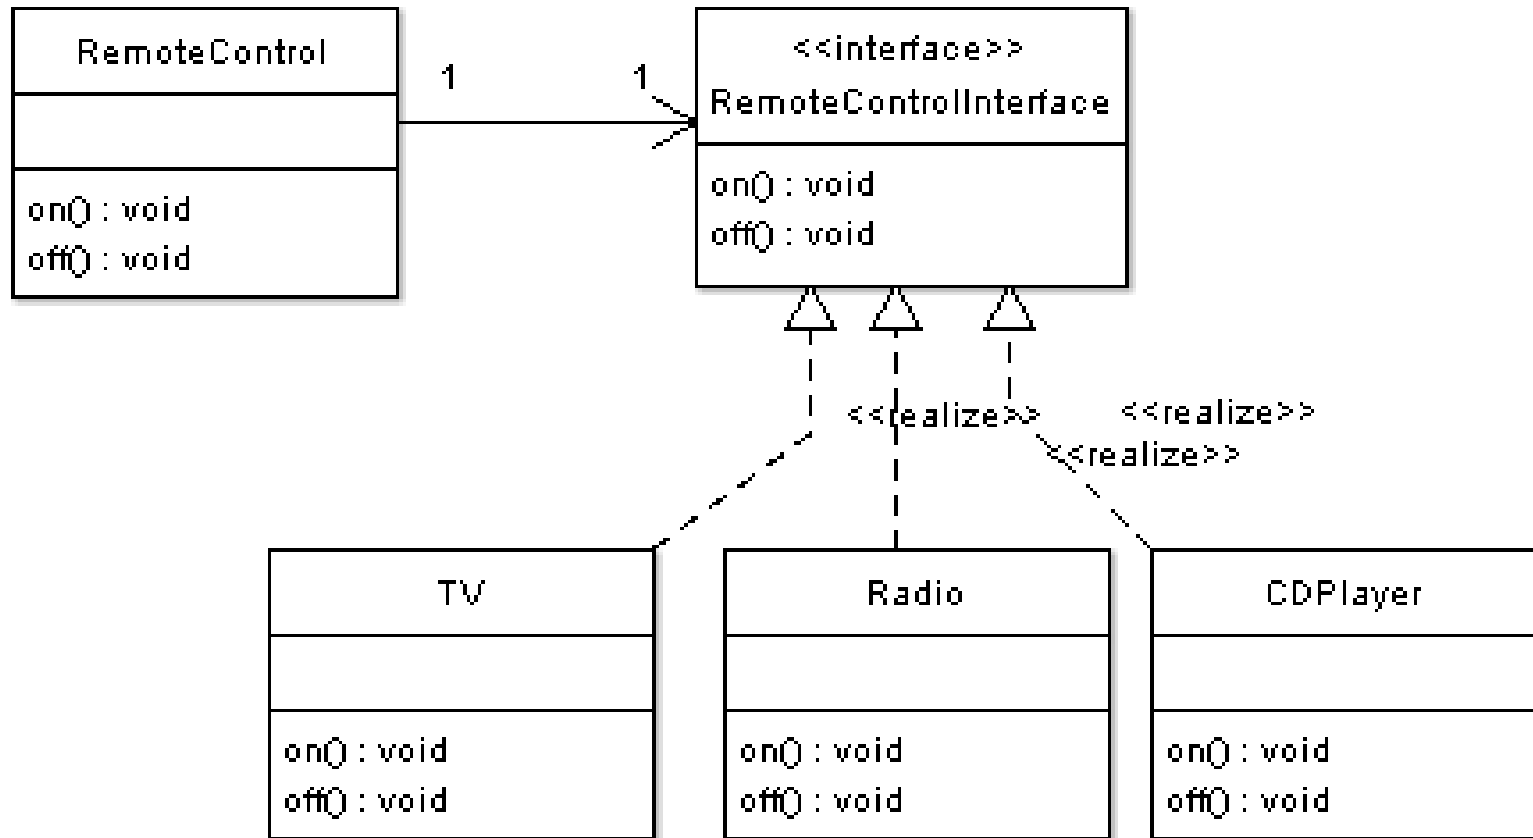 RemoteControl
on() : void
off() : void
1
1
<<interface>>
RemoteControlInterface
on() : void
off() : void
<<realize>>
<<realize>>
<<realize>>
TV
on() : void
off() : void
Radio
on() : void
off() : void
CDPlayer
on() : void
off() : void